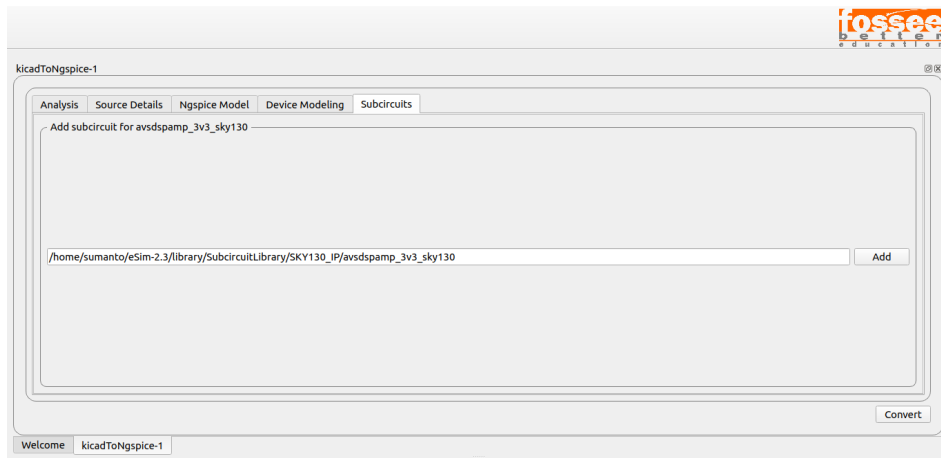 fossee
better
education
kicadToNgspice-1
Analysis Source Details Ngspice Model Device Modeling Subcircuits
Add subcircuit for avsdspamp_3v3_sky130
/home/sumanto/eSim-2.3/library/SubcircuitLibrary/SKY130_IP/avsdspamp_3v3_sky130 Add
Convert
Welcome kicadToNgspice-1